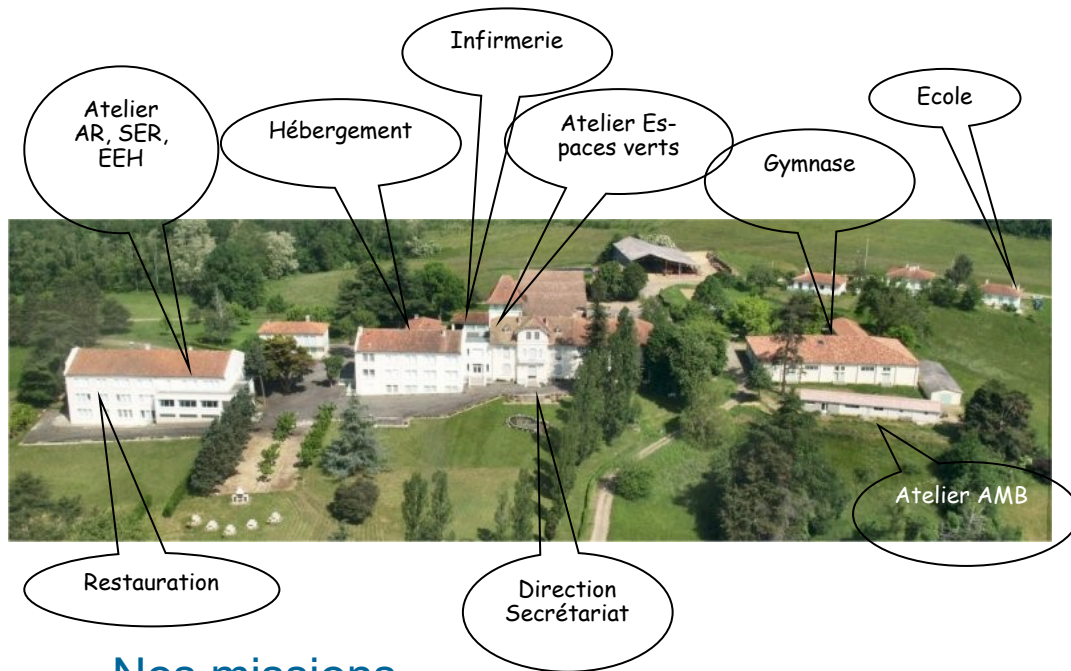 Infirmerie
Atelier
AR, SER,
EEH
Hébergement
Atelier Es-
paces verts
Ecole
Gymnase
Atelier AMB
Restauration
Direction
Secrétariat
Nos missions